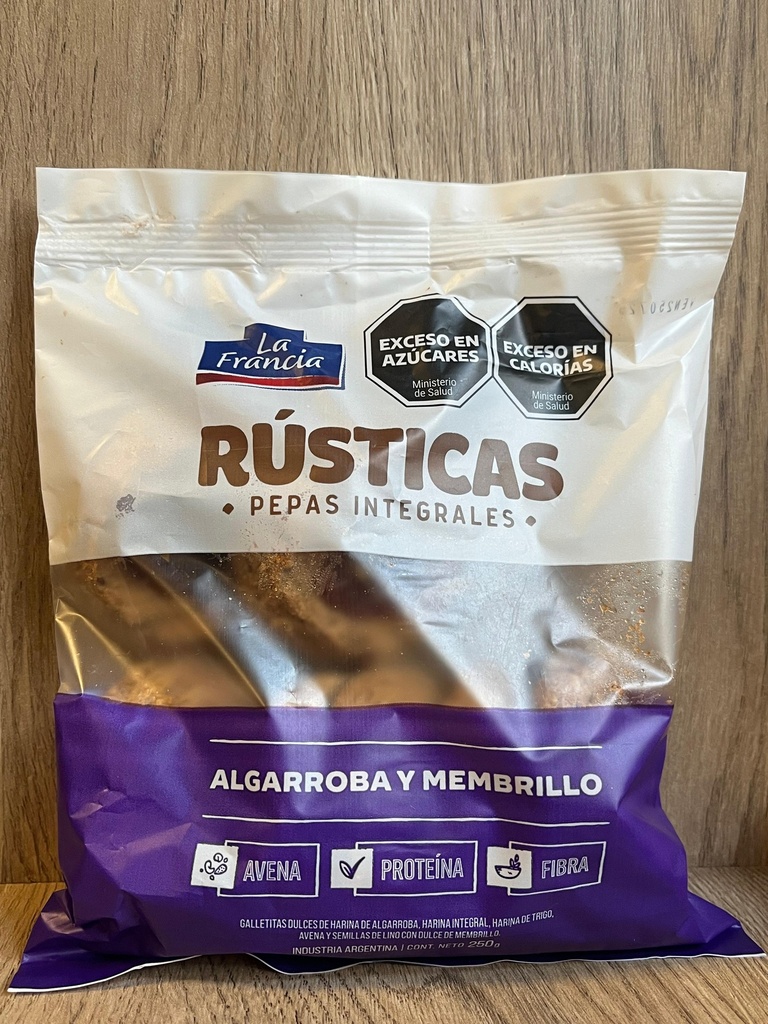 La
Francia
EXCESO EN
AZÚCARES
Ministerio
de Salud
EXCESO EN
CALORÍAS
Ministerio
de Salud
RÚSTICAS
• PEPAS INTEGRALES •
ALGARROBA Y MEMBRILLO
AVENA
PROTEÍNA
FIBRA
GALLETITAS DULCES DE HARINA DE ALGARROBA, HARINA INTEGRAL, HARINA DE TRIGO,
AVENA Y SEMILLAS DE LINO CON DULCE DE MEMBRILLO.
INDUSTRIA ARGENTINA | CONT. NETO 250g